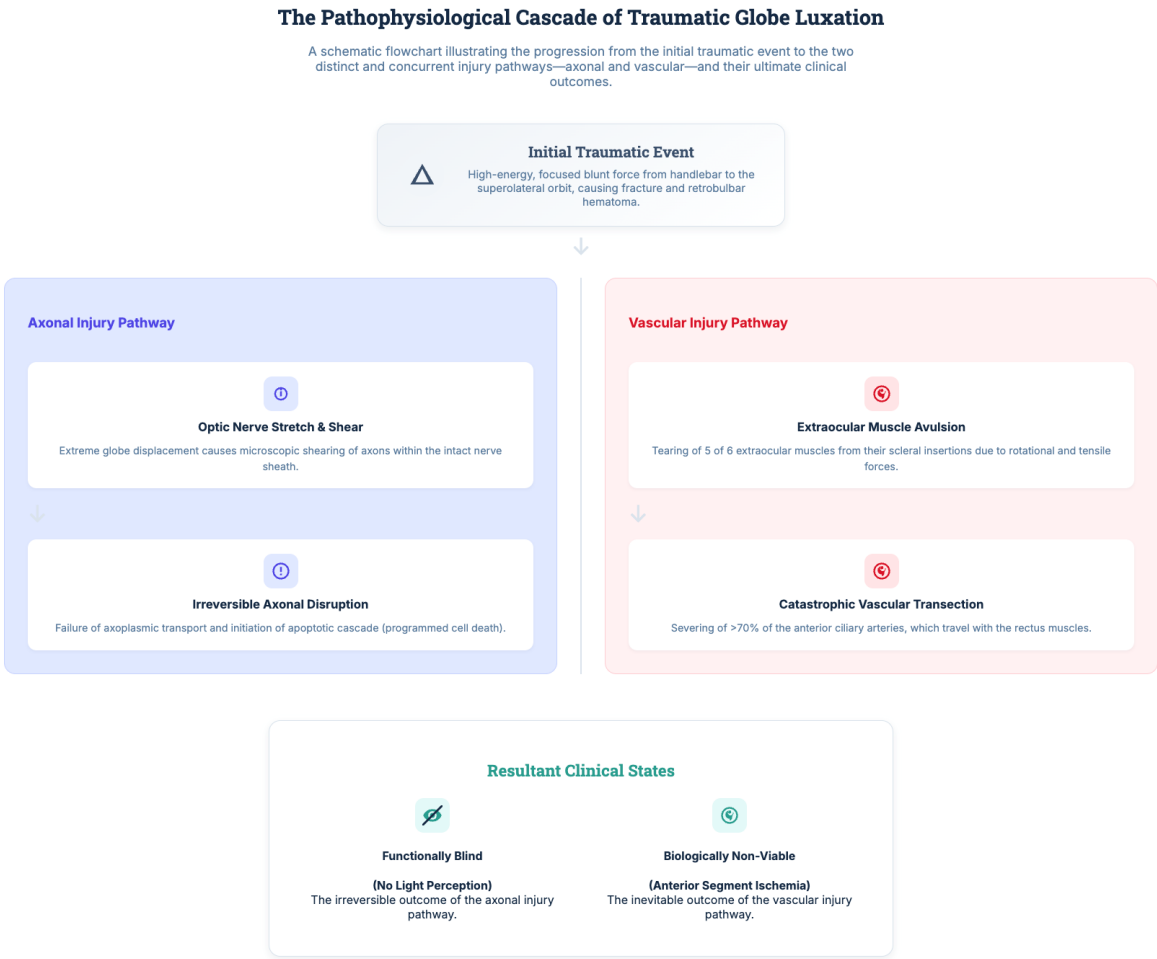 The Pathophysiological Cascade of Traumatic Globe Luxation
A schematic flowchart illustrating the progression from the initial traumatic event to the two
distinct and concurrent injury pathways—axonal and vascular—and their ultimate clinical
outcomes.
Initial Traumatic Event
High-energy, focused blunt force from handlebar to the
superolateral orbit, causing fracture and retrobulbar
hematoma.
Axonal Injury Pathway
Optic Nerve Stretch & Shear
Extreme globe displacement causes microscopic shearing of axons within the intact nerve
sheath.
Irreversible Axonal Disruption
Failure of axoplasmic transport and initiation of apoptotic cascade (programmed cell death).
Vascular Injury Pathway
Extraocular Muscle Avulsion
Tearing of 5 of 6 extraocular muscles from their scleral insertions due to rotational and tensile
forces.
Catastrophic Vascular Transection
Severing of >70% of the anterior ciliary arteries, which travel with the rectus muscles.
Resultant Clinical States
Functionally Blind
(No Light Perception)
The irreversible outcome of the axonal injury
pathway.
Biologically Non-Viable
(Anterior Segment Ischemia)
The inevitable outcome of the vascular injury
pathway.